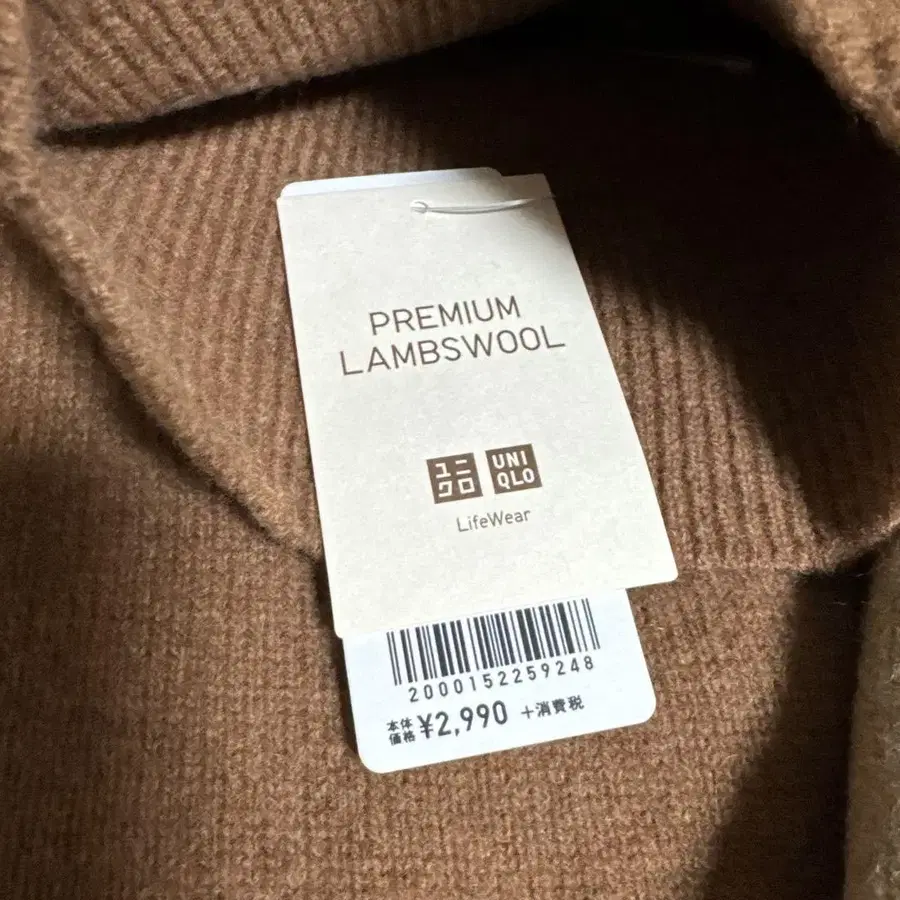 PREMIUM
LAMBSWOOL
ユニ
クロ
UNI
QLO
LifeWear
2000152259248
本体
価格 ¥2,990 +消費税